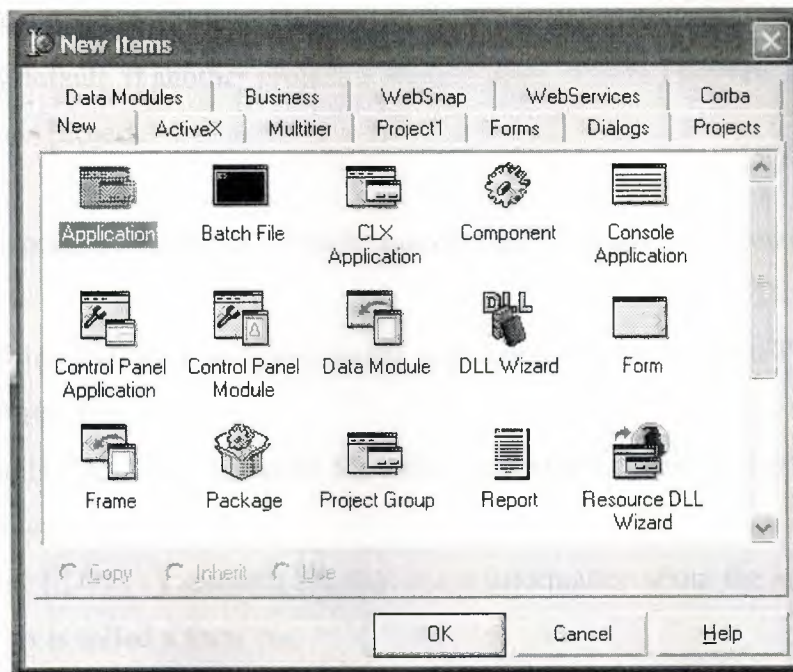 New Items
Data Modules Business WebSnap WebServices Corba
New ActiveX Multitier Project1 Forms Dialogs Projects
Application Batch File CLX Application Component Console Application
Control Panel Application Control Panel Module Data Module DLL Wizard Form
Frame Package Project Group Report Resource DLL Wizard
Copy Inherit Use
OK Cancel Help